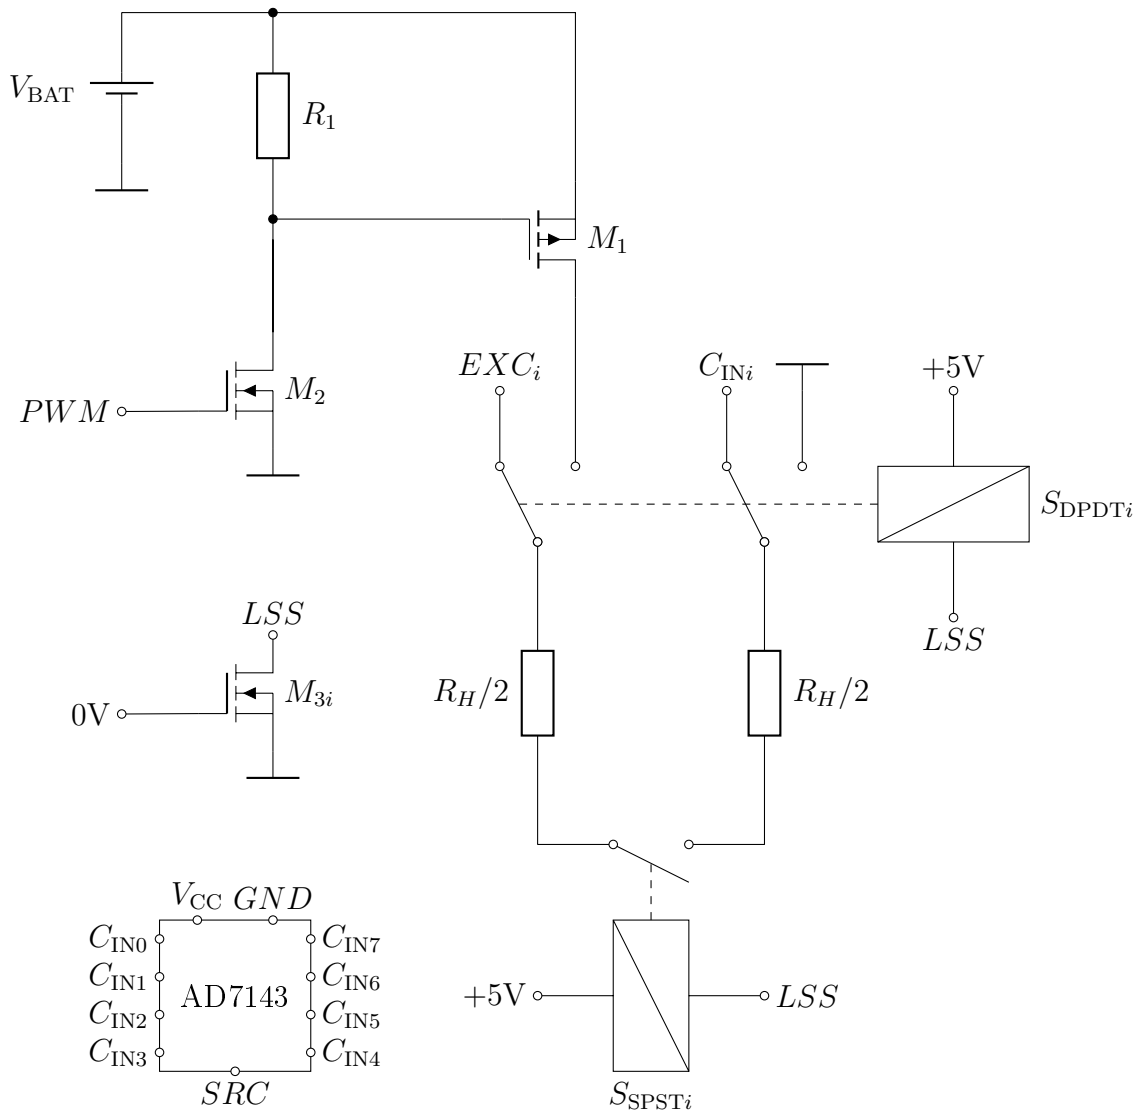 V_BAT
R_1
M_1
EXC_i
C_INi
+5V
M_2
PWM
S_DPDTi
LSS
LSS
R_H/2
R_H/2
M_3i
0V
V_CC GND
C_IN0
C_IN7
C_IN1
C_IN6
AD7143
+5V
LSS
C_IN2
C_IN5
C_IN3
C_IN4
SRC
S_SPSTi